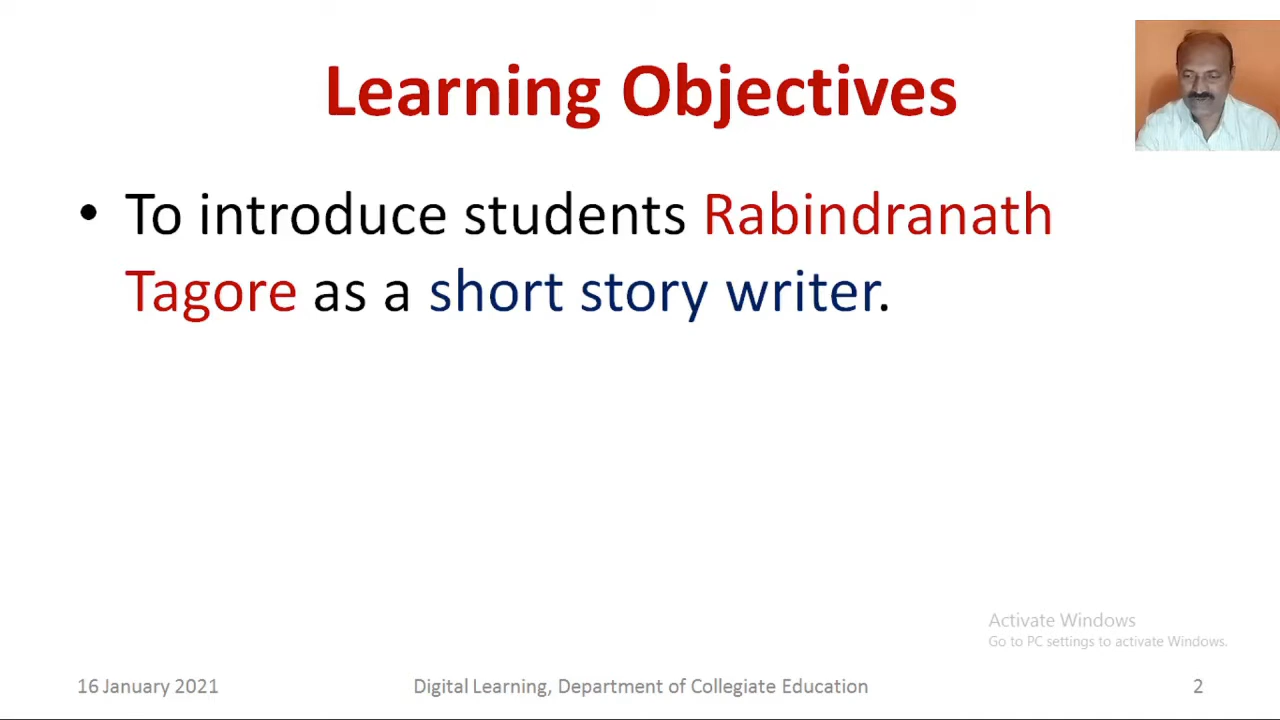 Learning Objectives
• To introduce students Rabindranath
Tagore as a short story writer.
Activate Windows
Go to PC settings to activate Windows.
16 January 2021
Digital Learning, Department of Collegiate Education
2